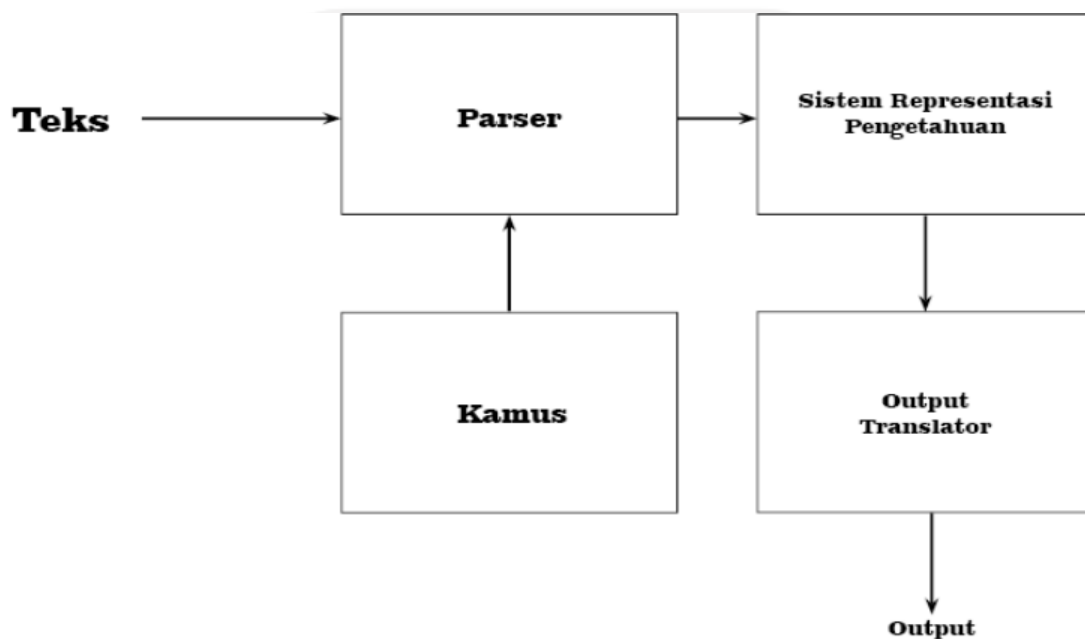 Teks
Parser
Sistem Representasi
Pengetahuan
Kamus
Output
Translator
Output